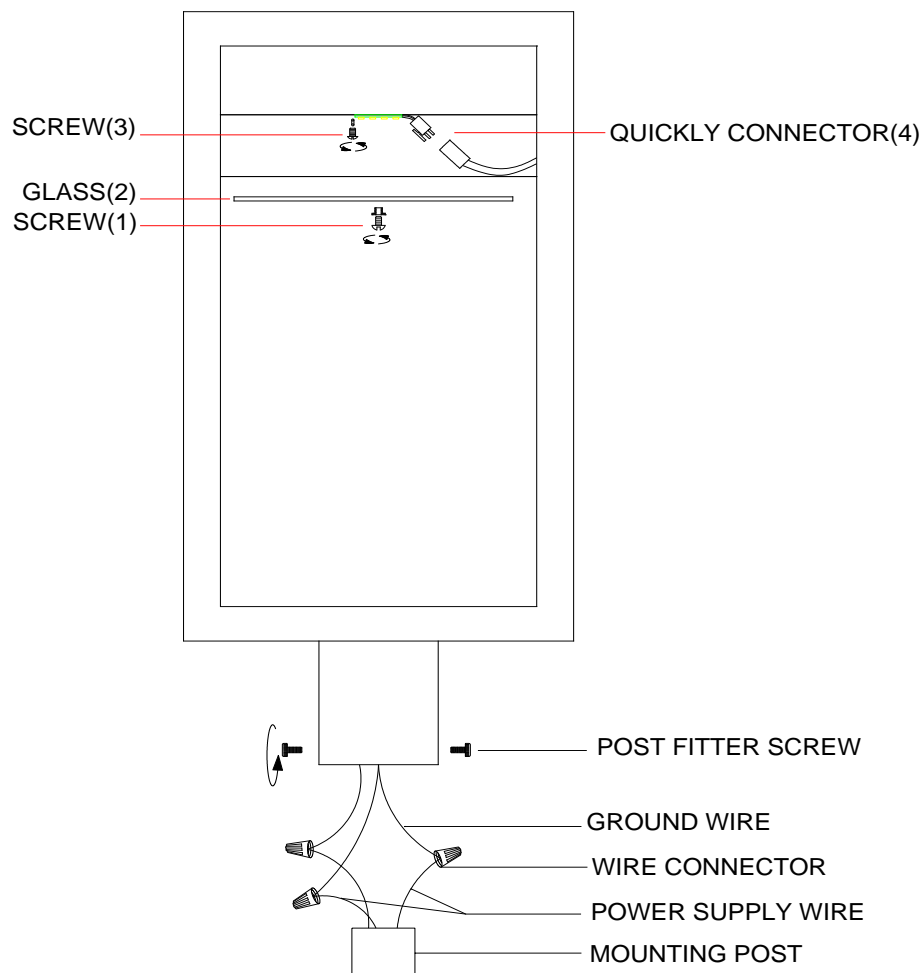 SCREW(3)
QUICKLY CONNECTOR(4)
GLASS(2)
SCREW(1)
POST FITTER SCREW
GROUND WIRE
WIRE CONNECTOR
POWER SUPPLY WIRE
MOUNTING POST